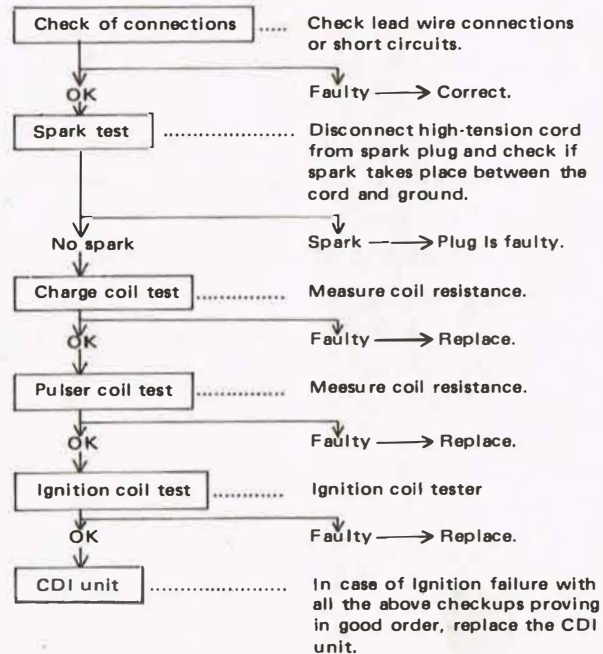 Check of connections ..... Check lead wire connections
or short circuits.
OK Faulty → Correct.
Spark test .................... Disconnect high-tension cord
from spark plug and check if
spark takes place between the
cord and ground.
No spark Spark → Plug Is faulty.
Charge coil test .............. Measure coil resistance.
OK Faulty → Replace.
Pulser coil test .............. Meesure coil resistance.
OK Faulty → Replace.
Ignition coil test ............ Ignition coil tester
OK Faulty → Replace.
CDI unit ...................... In case of Ignition failure with
all the above checkups proving
in good order, replace the CDI
unit.